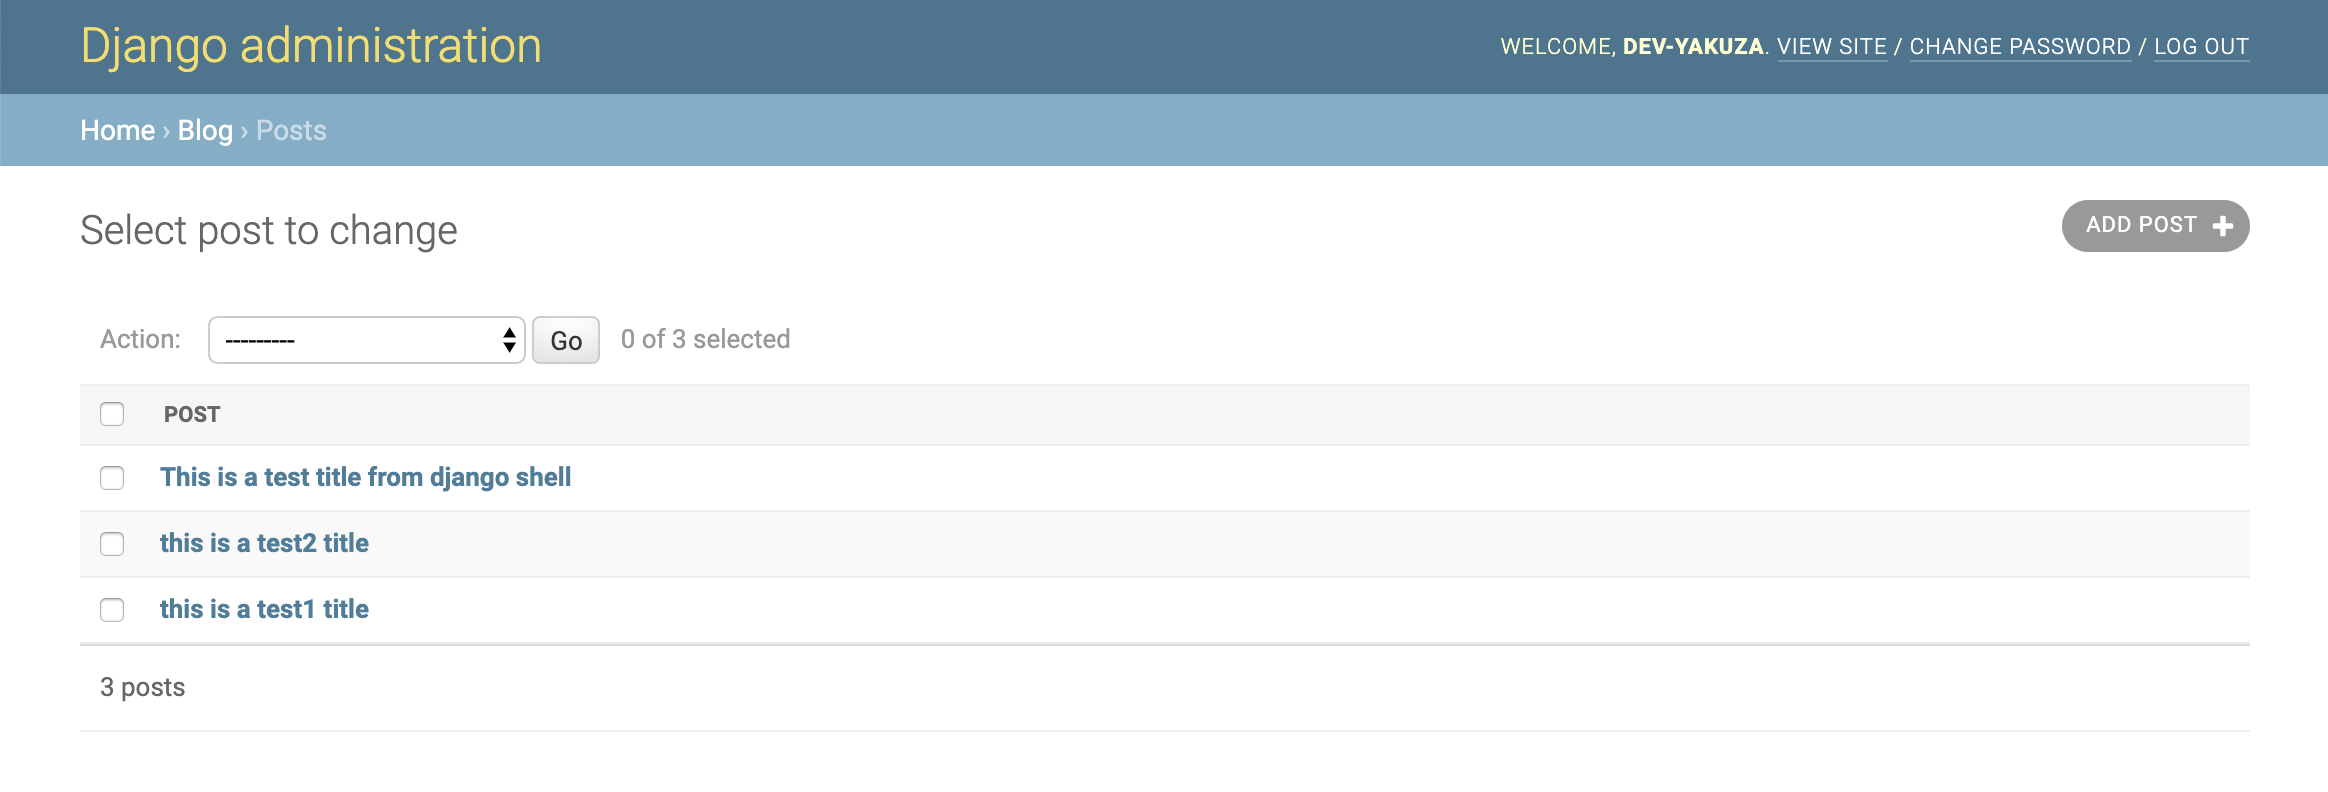 Django administration
WELCOME, DEV-YAKUZA. VIEW SITE / CHANGE PASSWORD / LOG OUT
Home › Blog › Posts
Select post to change
ADD POST +
Action: --------- Go 0 of 3 selected
POST
This is a test title from django shell
this is a test2 title
this is a test1 title
3 posts